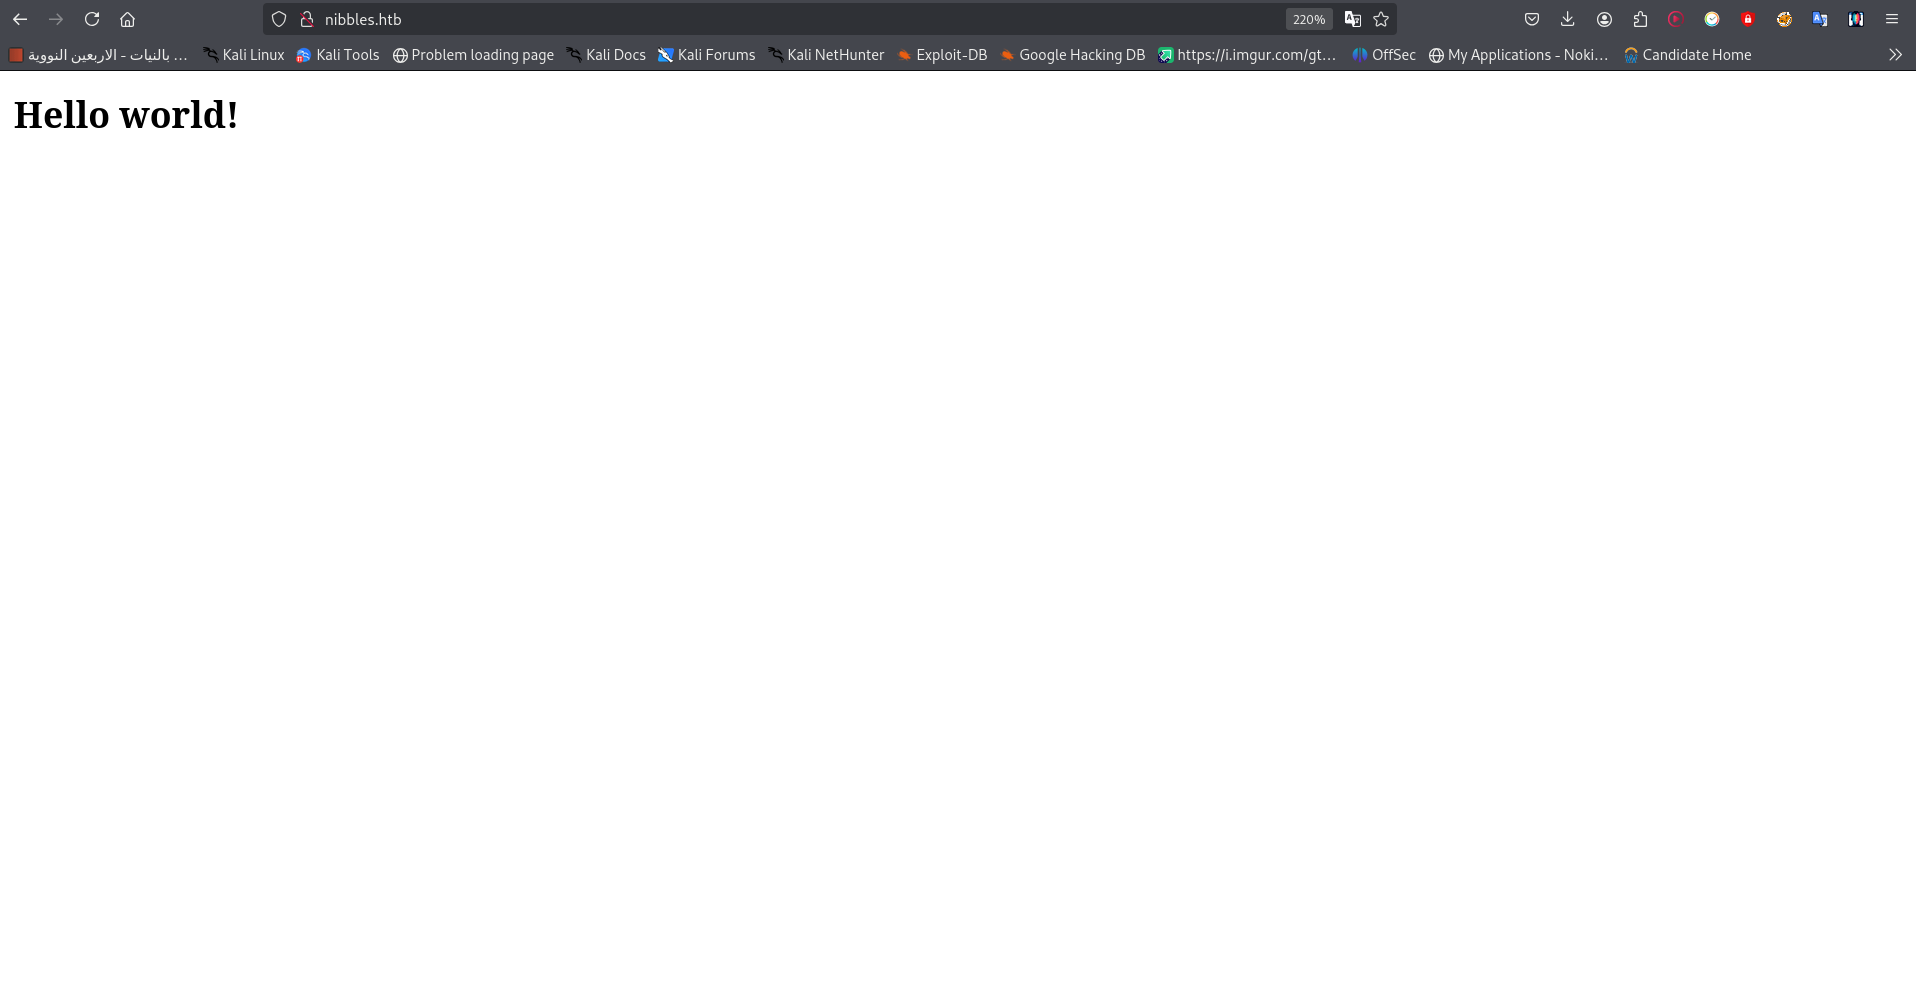 nibbles.htb 220%
بالنيات - الاربعين النووية ... Kali Linux Kali Tools Problem loading page Kali Docs Kali Forums Kali NetHunter Exploit-DB Google Hacking DB https://i.imgur.com/gt... OffSec My Applications - Noki... Candidate Home
Hello world!